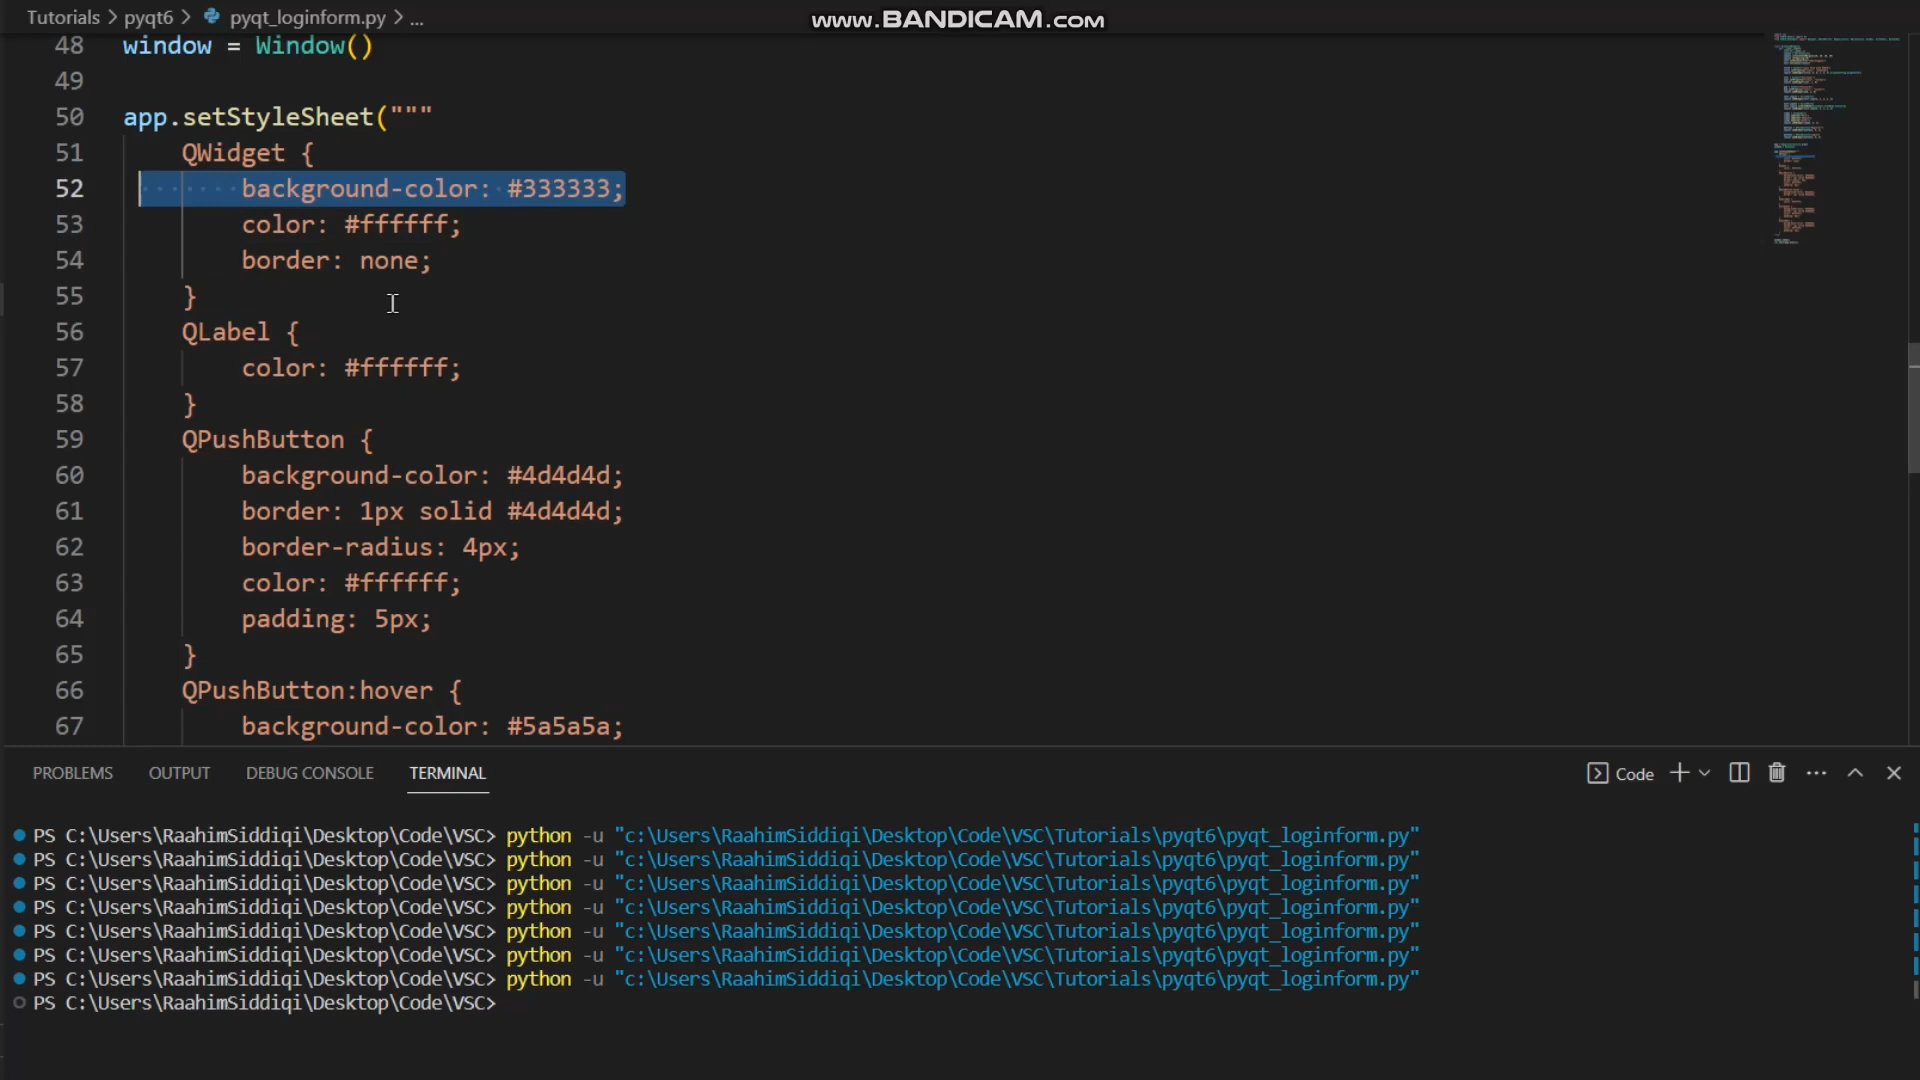 Tutorials > pyqt6 > pyqt_loginform.py > ...
www.BANDICAM.com
48 window = Window()
49
50 app.setStyleSheet("""
51 QWidget {
52 background-color: #333333;
53 color: #ffffff;
54 border: none;
55 }
56 QLabel {
57 color: #ffffff;
58 }
59 QPushButton {
60 background-color: #4d4d4d;
61 border: 1px solid #4d4d4d;
62 border-radius: 4px;
63 color: #ffffff;
64 padding: 5px;
65 }
66 QPushButton:hover {
67 background-color: #5a5a5a;
PROBLEMS OUTPUT DEBUG CONSOLE TERMINAL Code
PS C:\Users\RaahimSiddiqi\Desktop\Code\VSC> python -u "c:\Users\RaahimSiddiqi\Desktop\Code\VSC\Tutorials\pyqt6\pyqt_loginform.py"
PS C:\Users\RaahimSiddiqi\Desktop\Code\VSC> python -u "c:\Users\RaahimSiddiqi\Desktop\Code\VSC\Tutorials\pyqt6\pyqt_loginform.py"
PS C:\Users\RaahimSiddiqi\Desktop\Code\VSC> python -u "c:\Users\RaahimSiddiqi\Desktop\Code\VSC\Tutorials\pyqt6\pyqt_loginform.py"
PS C:\Users\RaahimSiddiqi\Desktop\Code\VSC> python -u "c:\Users\RaahimSiddiqi\Desktop\Code\VSC\Tutorials\pyqt6\pyqt_loginform.py"
PS C:\Users\RaahimSiddiqi\Desktop\Code\VSC> python -u "c:\Users\RaahimSiddiqi\Desktop\Code\VSC\Tutorials\pyqt6\pyqt_loginform.py"
PS C:\Users\RaahimSiddiqi\Desktop\Code\VSC> python -u "c:\Users\RaahimSiddiqi\Desktop\Code\VSC\Tutorials\pyqt6\pyqt_loginform.py"
PS C:\Users\RaahimSiddiqi\Desktop\Code\VSC> python -u "c:\Users\RaahimSiddiqi\Desktop\Code\VSC\Tutorials\pyqt6\pyqt_loginform.py"
PS C:\Users\RaahimSiddiqi\Desktop\Code\VSC>